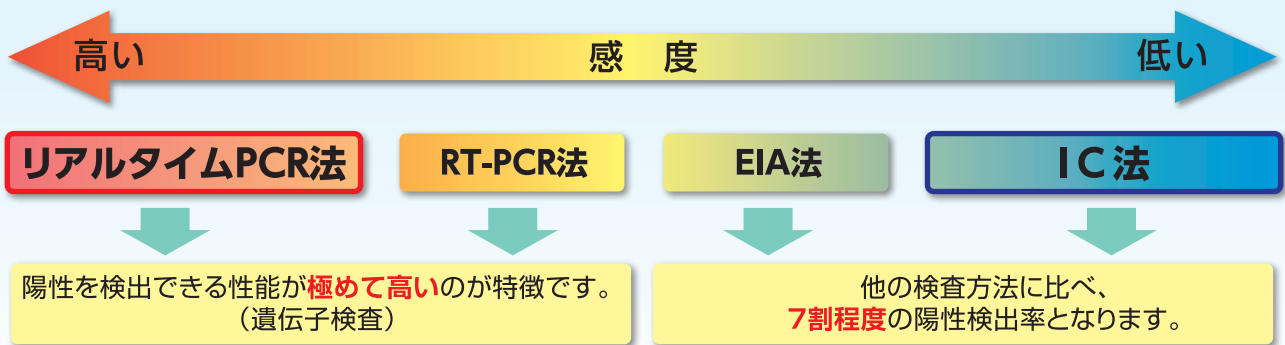 高い 感度 低い
リアルタイムPCR法 RT-PCR法 EIA法 IC法
陽性を検出できる性能が極めて高いのが特徴です。
（遺伝子検査）
他の検査方法に比べ、
7割程度の陽性検出率となります。